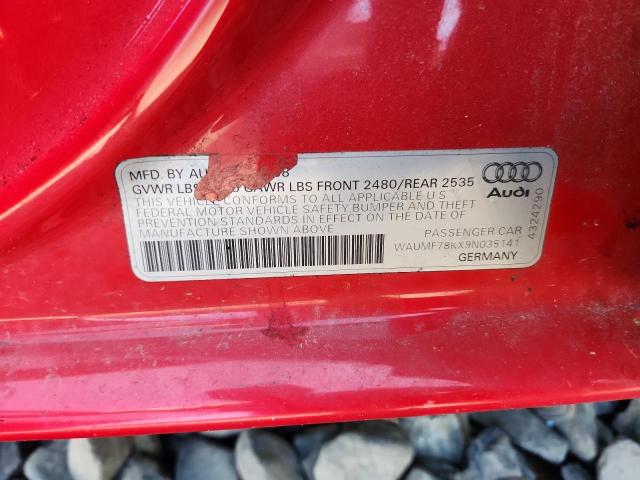 MFD. BY AU 8
GVWR LBS GAWR LBS FRONT 2480/REAR 2535
THIS VEHICLE CONFORMS TO ALL APPLICABLE U S
FEDERAL MOTOR VEHICLE SAFETY BUMPER AND THEFT
PREVENTION STANDARDS IN EFFECT ON THE DATE OF
MANUFACTURE SHOWN ABOVE
PASSENGER CAR
WAUMF78KX9N035141
GERMANY
Audi
4324290